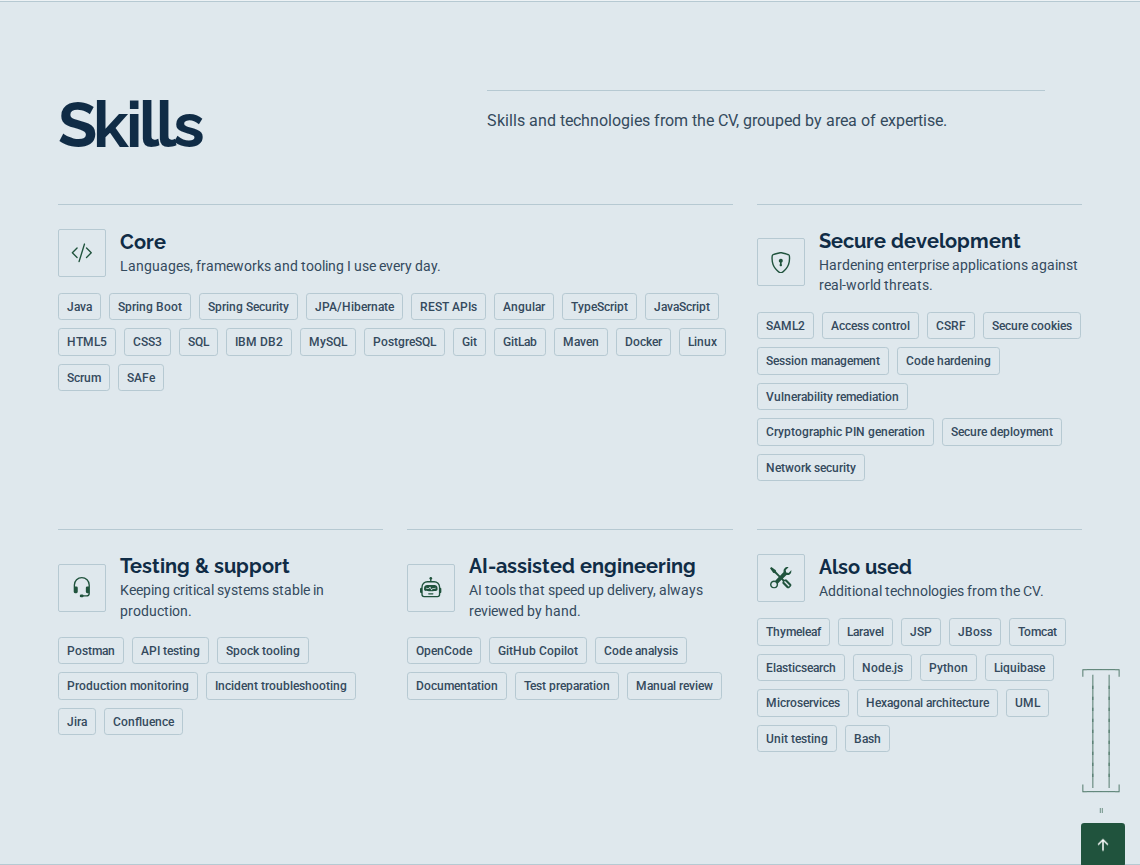 Skills
Skills and technologies from the CV, grouped by area of expertise.
Core
Languages, frameworks and tooling I use every day.
Java Spring Boot Spring Security JPA/Hibernate REST APIs Angular TypeScript JavaScript
HTML5 CSS3 SQL IBM DB2 MySQL PostgreSQL Git GitLab Maven Docker Linux
Scrum SAFe
Secure development
Hardening enterprise applications against
real-world threats.
SAML2 Access control CSRF Secure cookies
Session management Code hardening
Vulnerability remediation
Cryptographic PIN generation Secure deployment
Network security
Testing & support
Keeping critical systems stable in
production.
Postman API testing Spock tooling
Production monitoring Incident troubleshooting
Jira Confluence
AI-assisted engineering
AI tools that speed up delivery, always
reviewed by hand.
OpenCode GitHub Copilot Code analysis
Documentation Test preparation Manual review
Also used
Additional technologies from the CV.
Thymeleaf Laravel JSP JBoss Tomcat
Elasticsearch Node.js Python Liquibase
Microservices Hexagonal architecture UML
Unit testing Bash